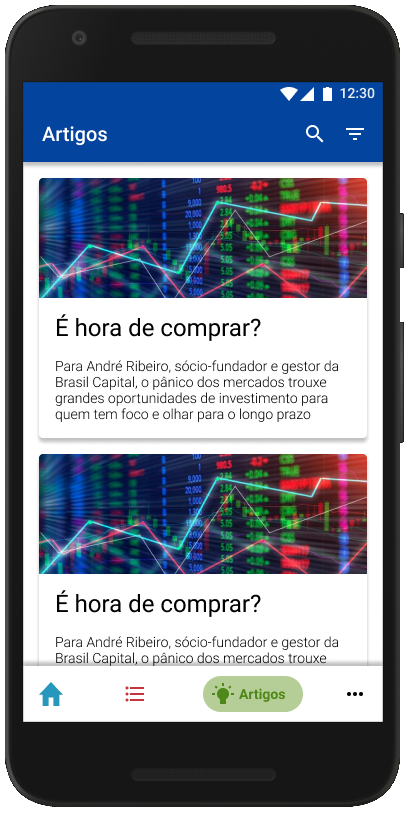 12:30
Artigos
É hora de comprar?
Para André Ribeiro, sócio-fundador e gestor da
Brasil Capital, o pânico dos mercados trouxe
grandes oportunidades de investimento para
quem tem foco e olhar para o longo prazo
É hora de comprar?
Para André Ribeiro, sócio-fundador e gestor da
Brasil Capital, o pânico dos mercados trouxe
Artigos